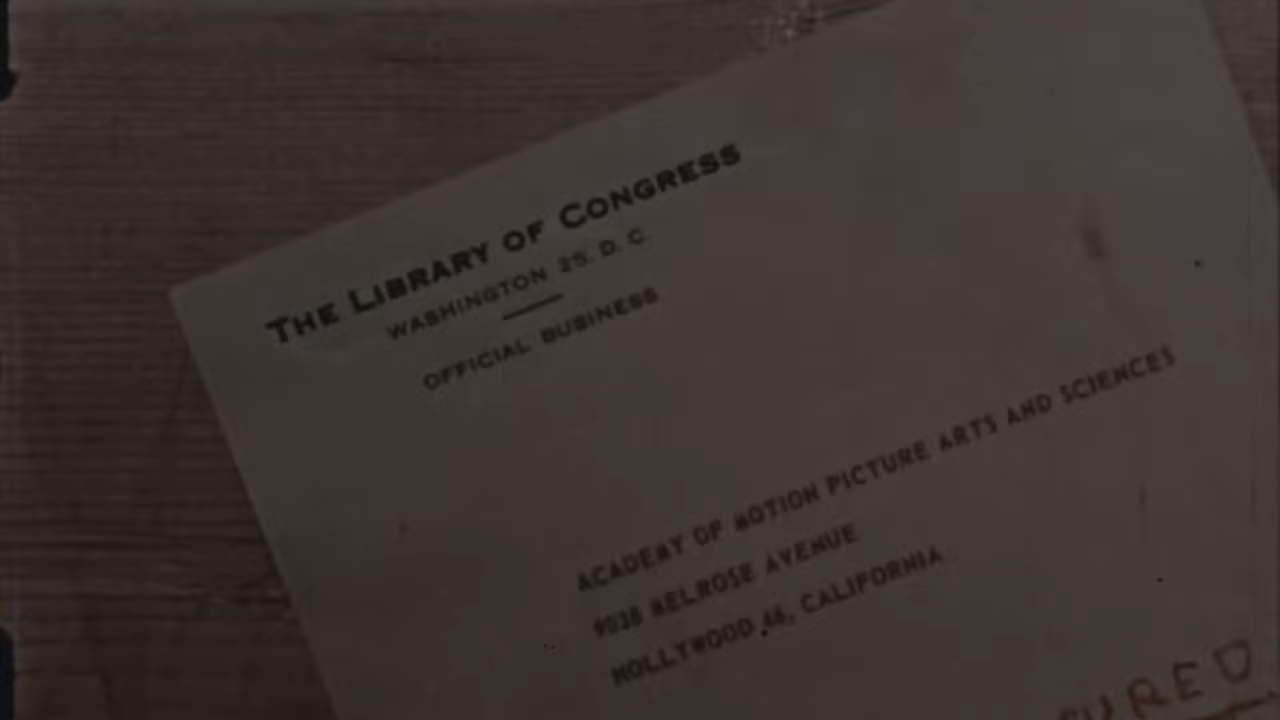 THE LIBRARY OF CONGRESS
WASHINGTON 25, D. C.
OFFICIAL BUSINESS
ACADEMY OF MOTION PICTURE ARTS AND SCIENCES
9038 MELROSE AVENUE
HOLLYWOOD 46, CALIFORNIA